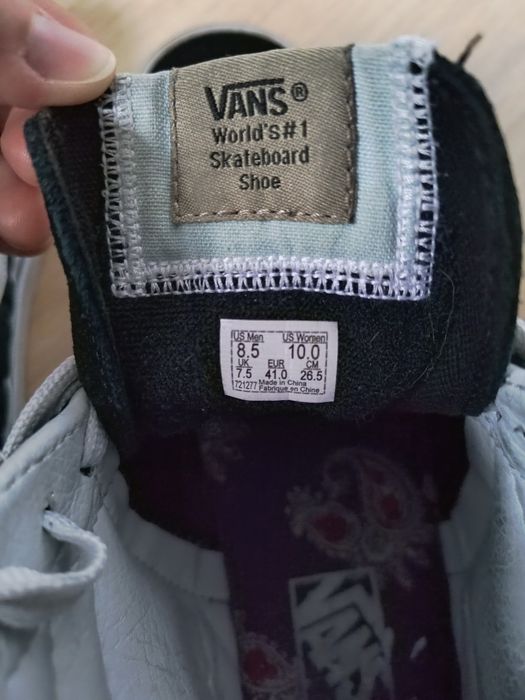 VANS®
World's#1
Skateboard
Shoe
US Men US Women
8.5 10.0
UK EUR CM
7.5 41.0 26.5
721277 Made in China
Fabriqué en Chine
VANS